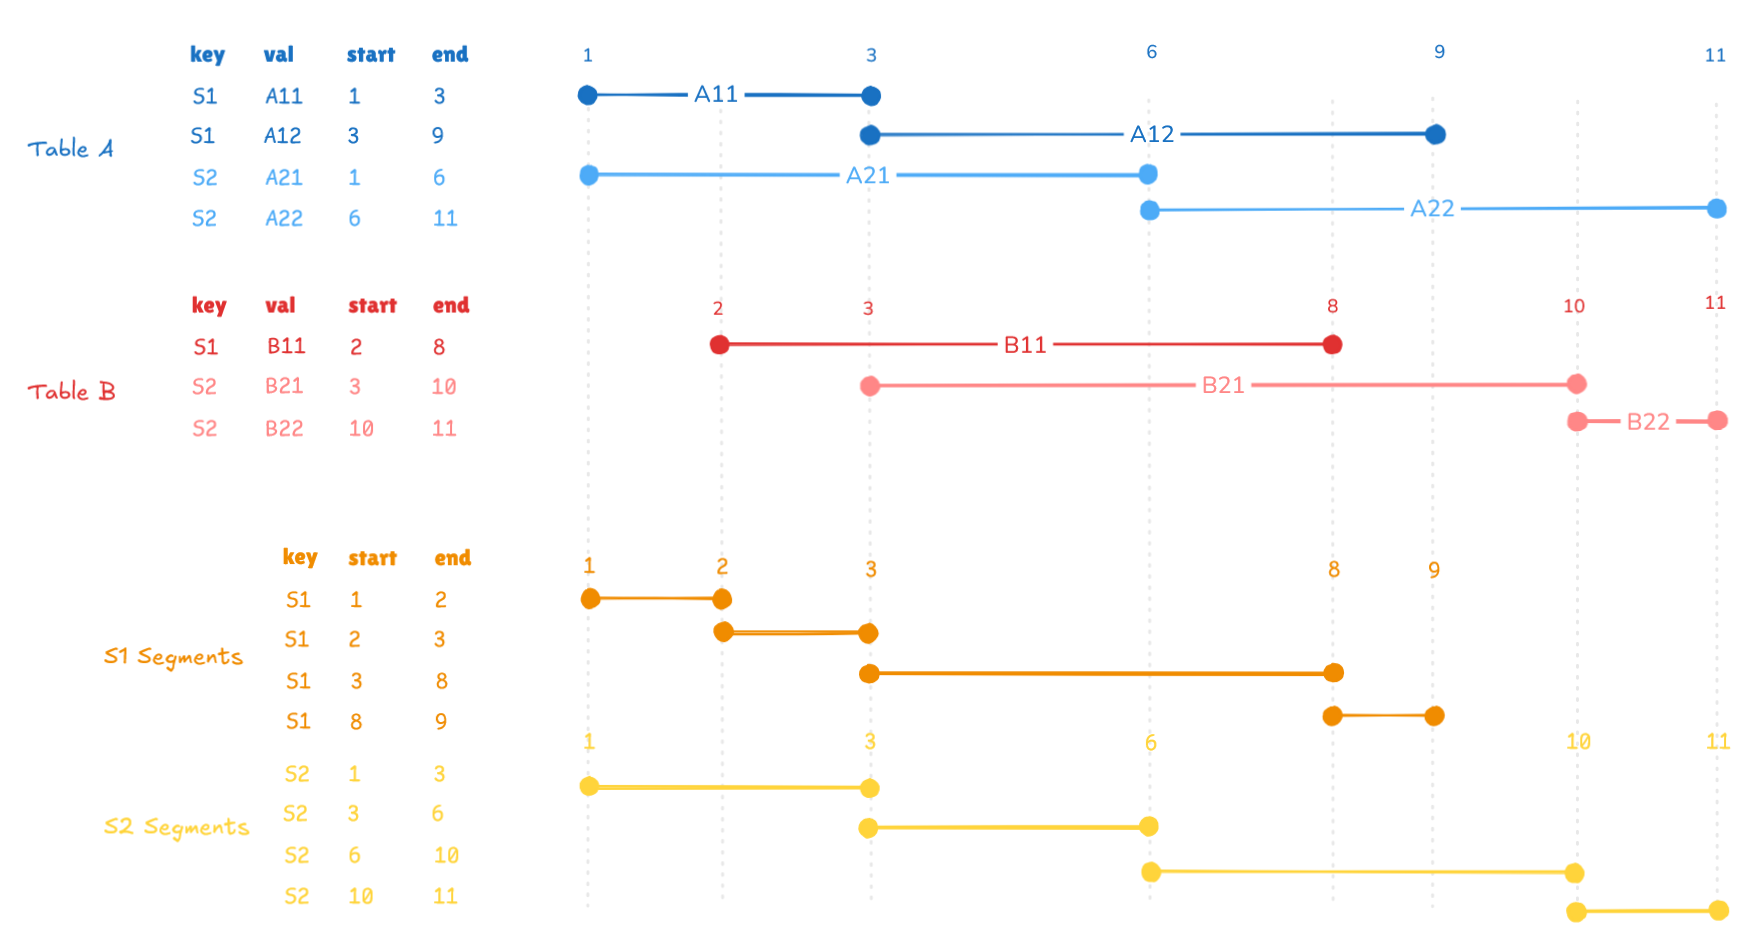 key val start end 1 3 6 9 11
S1 A11 1 3 A11
S1 A12 3 9 A12
Table A
S2 A21 1 6 A21
S2 A22 6 11 A22
key val start end 2 3 8 10 11
S1 B11 2 8 B11
Table B
S2 B21 3 10 B21
S2 B22 10 11 B22
key start end 1 2 3 8 9
S1 1 2
S1 2 3
S1 Segments
S1 3 8
S1 8 9
1 3 6 10 11
S2 1 3
S2 3 6
S2 Segments
S2 6 10
S2 10 11